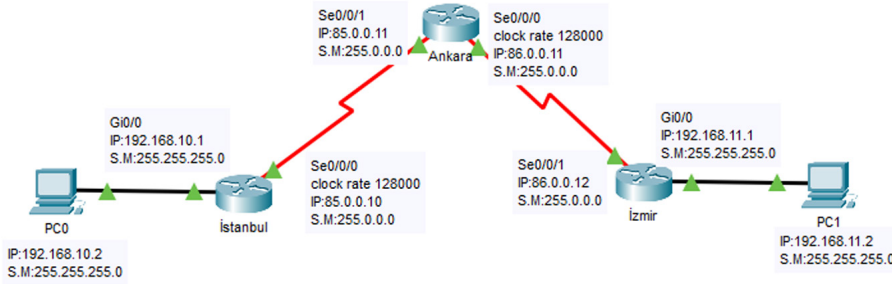 Se0/0/1
IP:85.0.0.11
S.M:255.0.0.0
Ankara
Se0/0/0
clock rate 128000
IP:86.0.0.11
S.M:255.0.0.0
Gi0/0
IP:192.168.10.1
S.M:255.255.255.0
Gi0/0
IP:192.168.11.1
S.M:255.255.255.0
Se0/0/0
clock rate 128000
IP:85.0.0.10
S.M:255.0.0.0
Se0/0/1
IP:86.0.0.12
S.M:255.0.0.0
PC0
İstanbul
İzmir
PC1
IP:192.168.10.2
S.M:255.255.255.0
IP:192.168.11.2
S.M:255.255.255.0